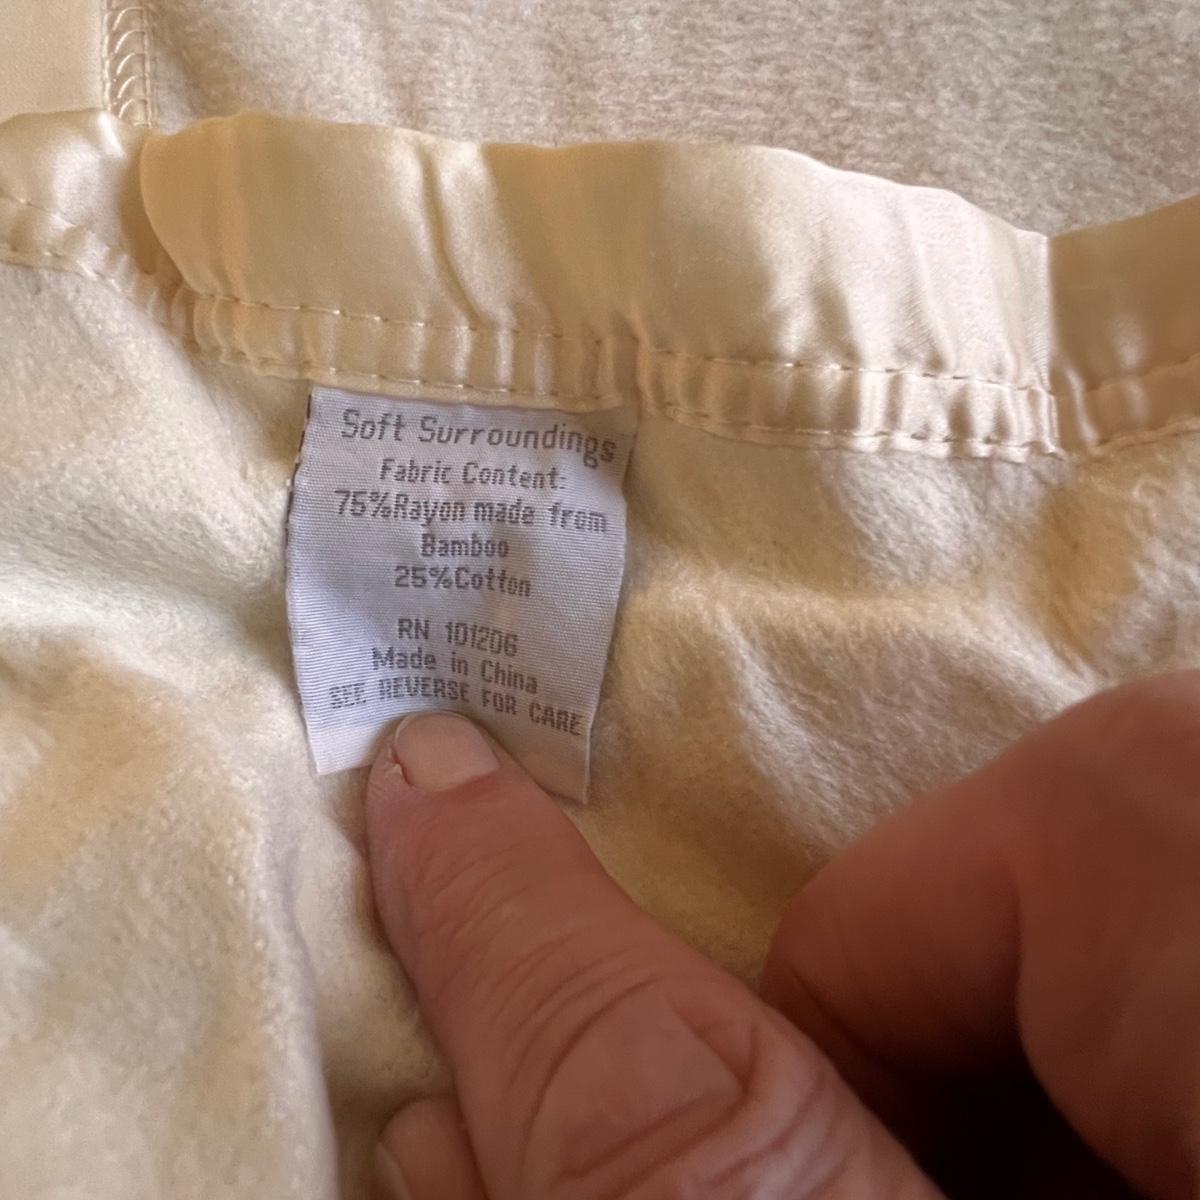 Soft Surroundings
Fabric Content:
75%Rayon made from
Bamboo
25%Cotton
RN 101206
Made in China
SEE REVERSE FOR CARE